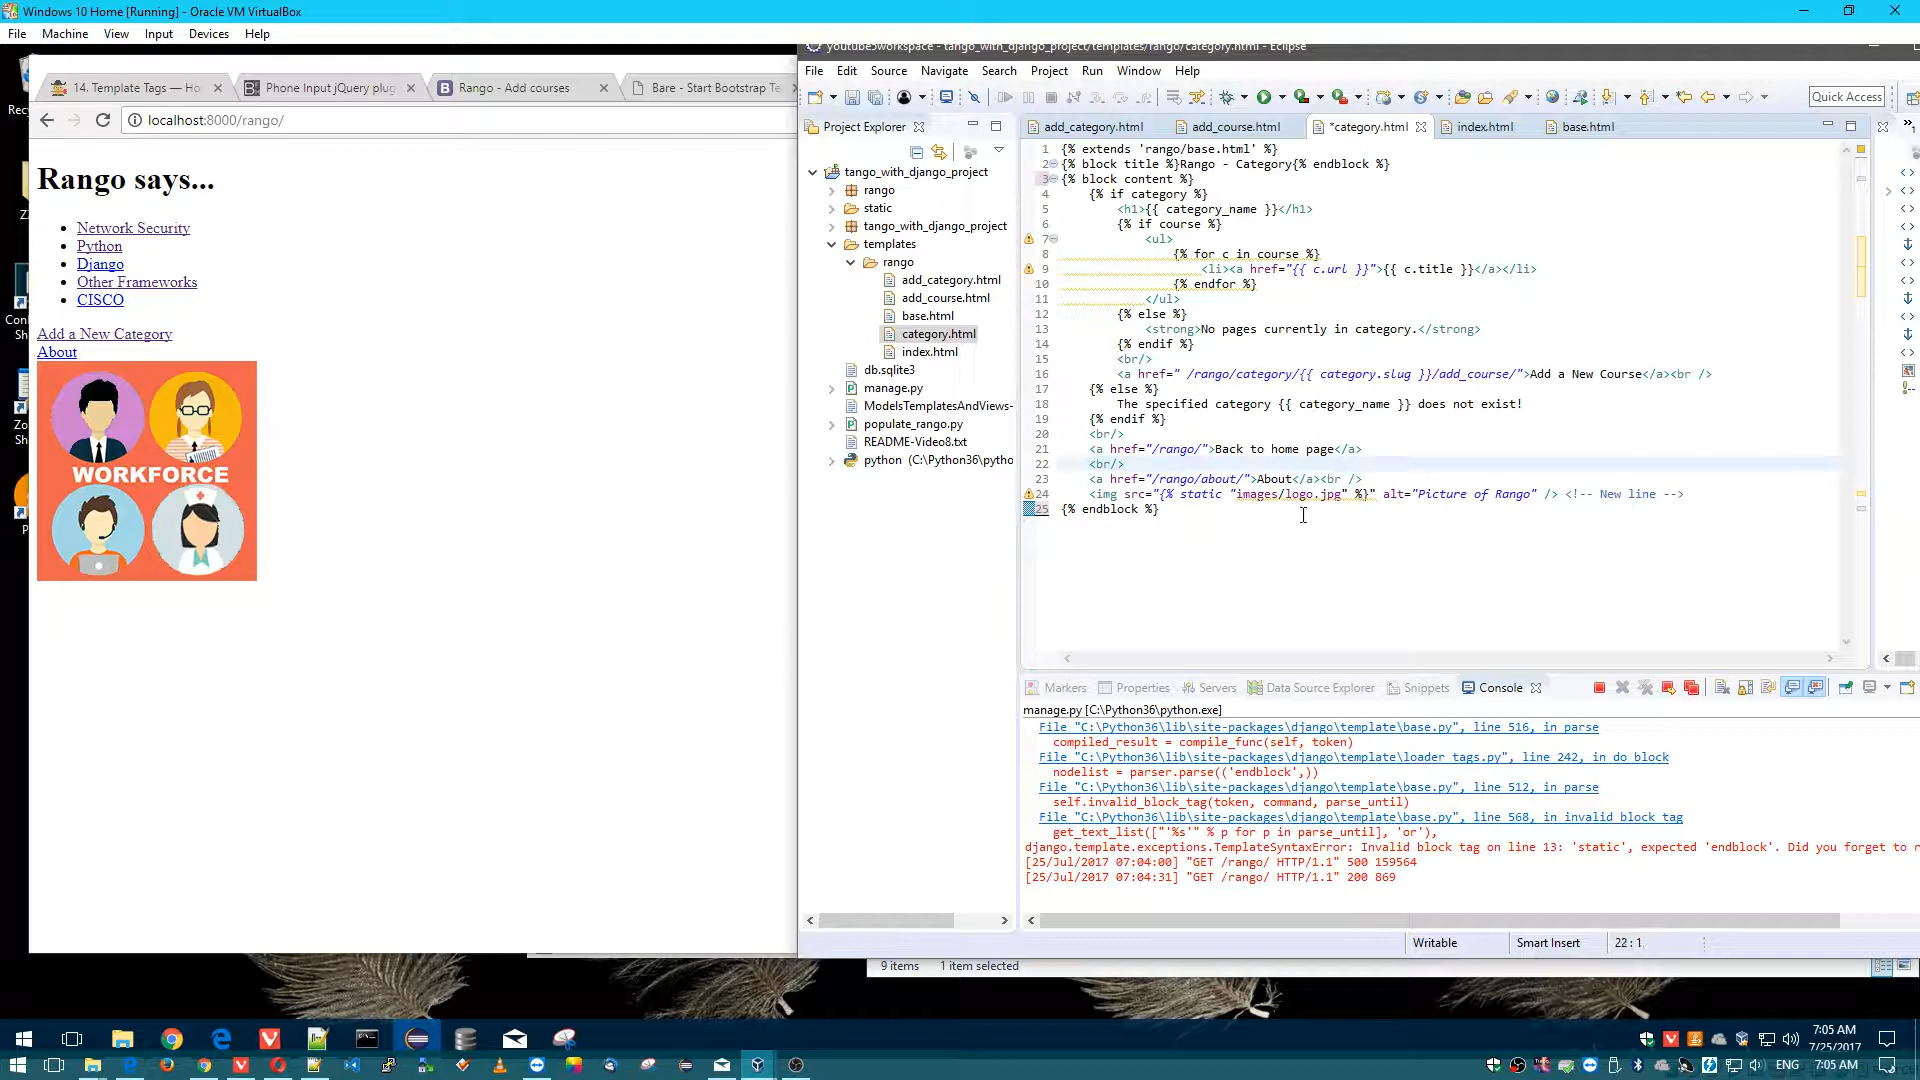 Windows 10 Home [Running] - Oracle VM VirtualBox
File Machine View Input Devices Help
youtube5workspace - tango_with_django_project/templates/rango/category.html - Eclipse
File Edit Source Navigate Search Project Run Window Help
14. Template Tags — Ho
Phone Input jQuery plug
Rango - Add courses
Bare - Start Bootstrap Te
localhost:8000/rango/
Quick Access
Rango says...
Network Security
Python
Django
Other Frameworks
CISCO
Add a New Category
About
WORKFORCE
Project Explorer
tango_with_django_project
rango
static
tango_with_django_project
templates
rango
add_category.html
add_course.html
base.html
category.html
index.html
db.sqlite3
manage.py
ModelsTemplatesAndViews-
populate_rango.py
README-Video8.txt
python (C:\Python36\pytho
add_category.html add_course.html *category.html index.html base.html
1 {% extends 'rango/base.html' %}
2 {% block title %}Rango - Category{% endblock %}
3 {% block content %}
4 {% if category %}
5 <h1>{{ category_name }}</h1>
6 {% if course %}
7 <ul>
8 {% for c in course %}
9 <li><a href="{{ c.url }}">{{ c.title }}</a></li>
10 {% endfor %}
11 </ul>
12 {% else %}
13 <strong>No pages currently in category.</strong>
14 {% endif %}
15 <br/>
16 <a href=" /rango/category/{{ category.slug }}/add_course/">Add a New Course</a><br />
17 {% else %}
18 The specified category {{ category_name }} does not exist!
19 {% endif %}
20 <br/>
21 <a href="/rango/">Back to home page</a>
22 <br/>
23 <a href="/rango/about/">About</a><br />
24 <img src="{% static "images/logo.jpg" %}" alt="Picture of Rango" /> <!-- New line -->
25 {% endblock %}
Markers Properties Servers Data Source Explorer Snippets Console
manage.py [C:\Python36\python.exe]
File "C:\Python36\lib\site-packages\django\template\base.py", line 516, in parse
compiled_result = compile_func(self, token)
File "C:\Python36\lib\site-packages\django\template\loader_tags.py", line 242, in do_block
nodelist = parser.parse(('endblock',))
File "C:\Python36\lib\site-packages\django\template\base.py", line 512, in parse
self.invalid_block_tag(token, command, parse_until)
File "C:\Python36\lib\site-packages\django\template\base.py", line 568, in invalid_block_tag
get_text_list(["'%s'" % p for p in parse_until], 'or'),
django.template.exceptions.TemplateSyntaxError: Invalid block tag on line 13: 'static', expected 'endblock'. Did you forget to r
[25/Jul/2017 07:04:00] "GET /rango/ HTTP/1.1" 500 159564
[25/Jul/2017 07:04:31] "GET /rango/ HTTP/1.1" 200 869
Writable Smart Insert 22 : 1
9 items 1 item selected
7:05 AM
7/25/2017
ENG 7:05 AM